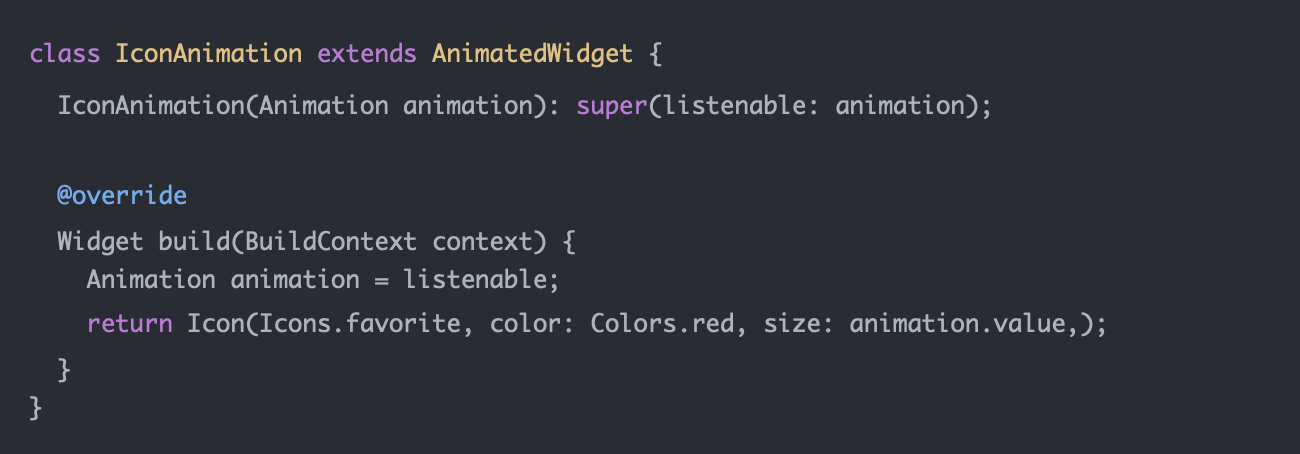 class IconAnimation extends AnimatedWidget {
  IconAnimation(Animation animation): super(listenable: animation);
  @override
  Widget build(BuildContext context) {
    Animation animation = listenable;
    return Icon(Icons.favorite, color: Colors.red, size: animation.value,);
  }
}